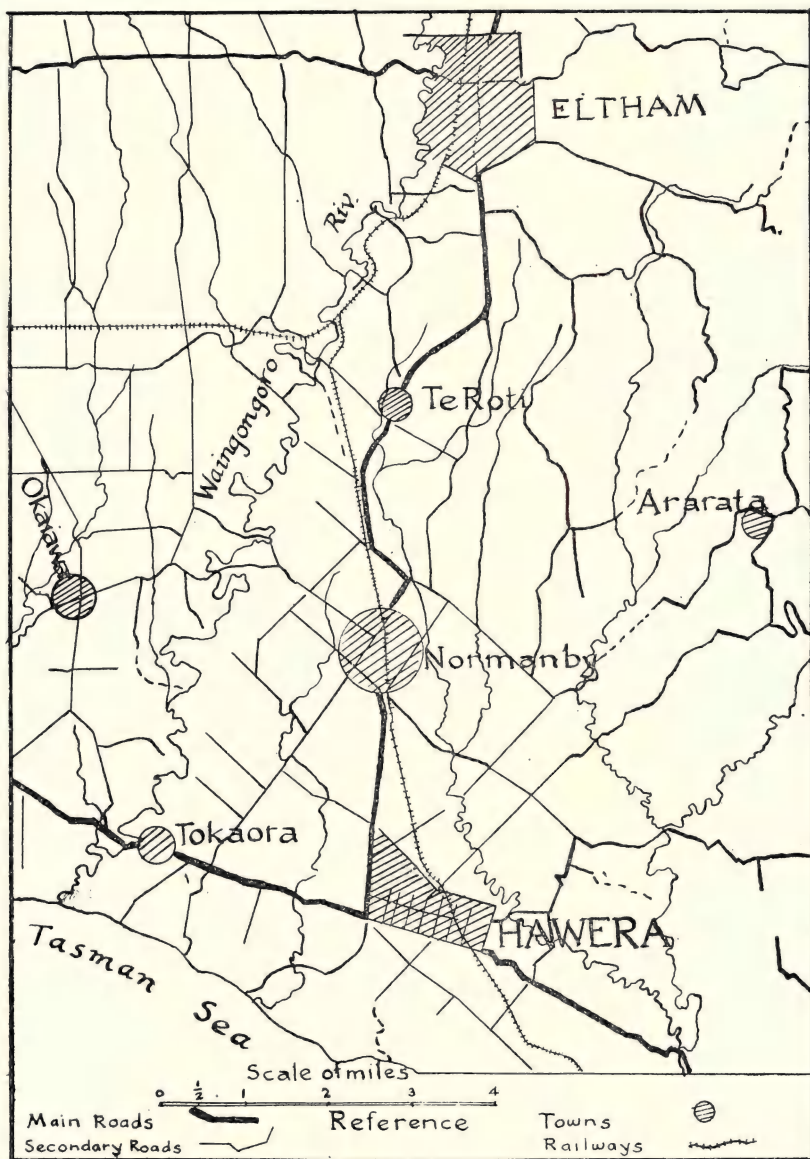 ELTHAM
Riv.
Waingongoro
Te Roti
Ararata
Okaiawa
Normanby
Tokaora
HAWERA
Tasman Sea
Scale of miles
0 ½ 1 2 3 4
Main Roads
Reference
Towns
Secondary Roads
Railways